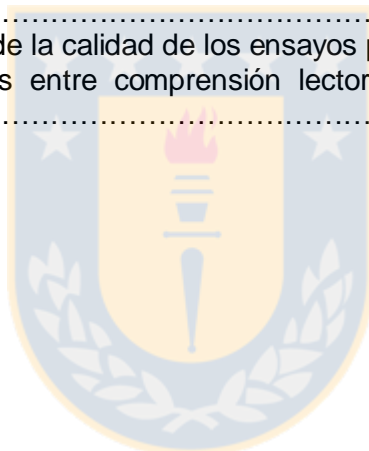 .......................................................
de la calidad de los ensayos
s entre comprensión lector
.......................................................